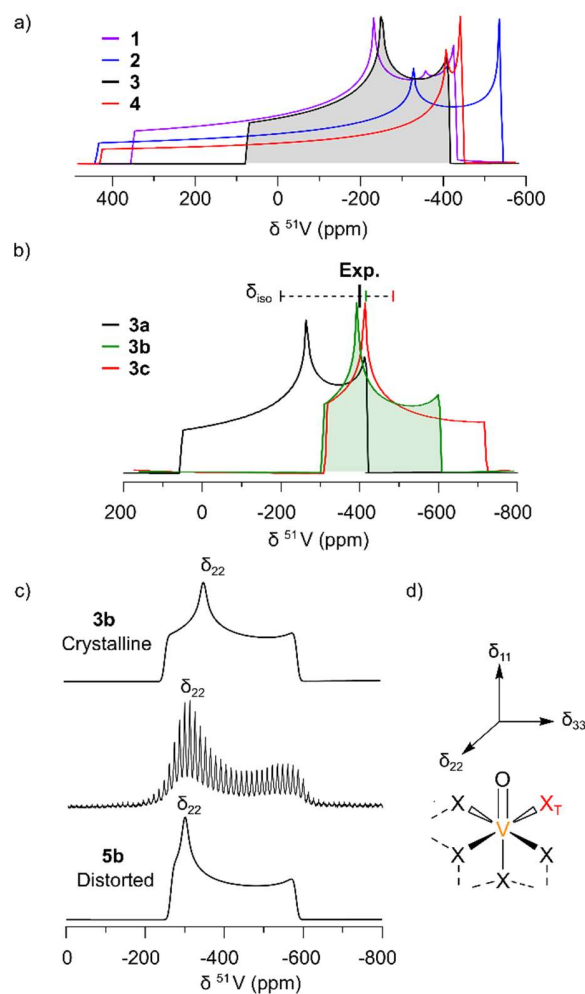 a)
1
2
3
4
400 200 0 -200 -400 -600
δ ⁵¹V (ppm)
b)
Exp.
δiso
3a
3b
3c
200 0 -200 -400 -600 -800
δ ⁵¹V (ppm)
c)
δ22
3b
Crystalline
δ22
δ22
5b
Distorted
0 -200 -400 -600 -800
δ ⁵¹V (ppm)
d)
δ11
δ33
δ22
O
X XT
V
X X
X